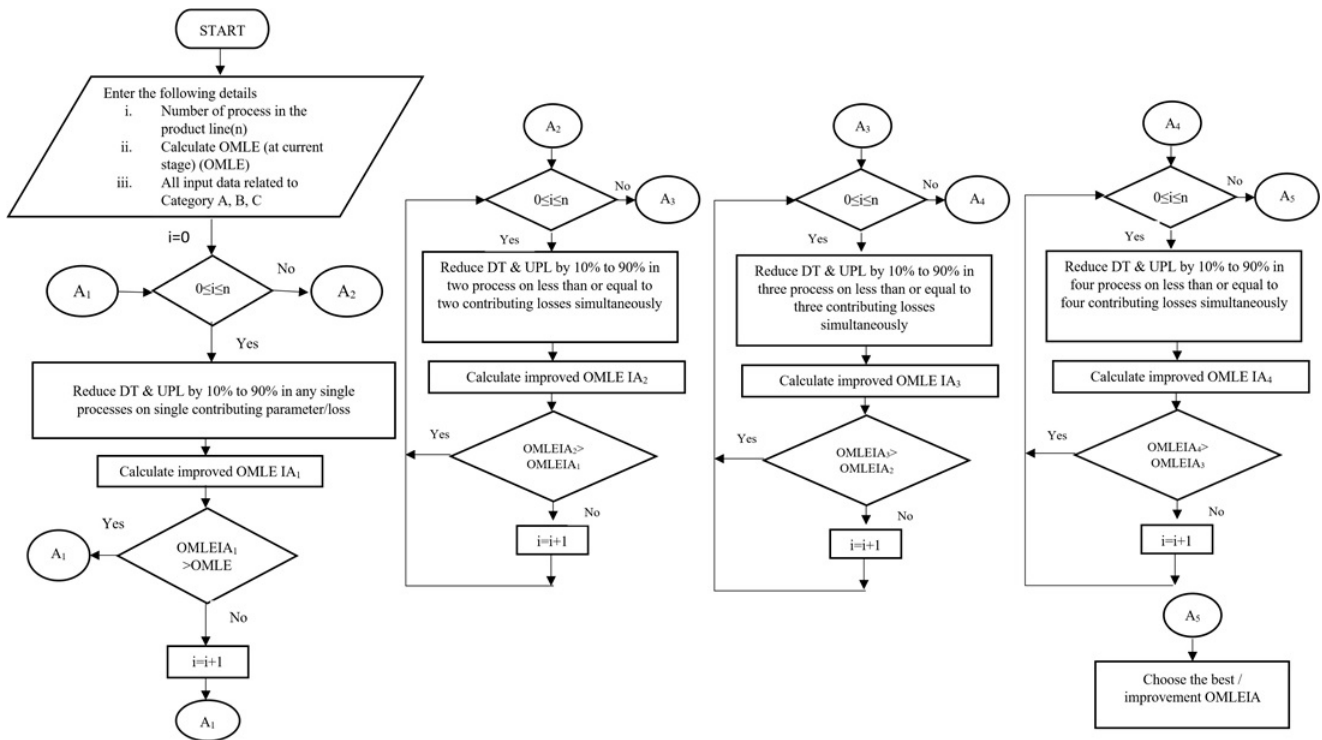 START
Enter the following details
i. Number of process in the
product line(n)
ii. Calculate OMLE (at current
stage) (OMLE)
iii. All input data related to
Category A, B, C
i=0
A₁
0≤i≤n
No
A₂
Yes
Reduce DT & UPL by 10% to 90% in any single
processes on single contributing parameter/loss
Calculate improved OMLE IA₁
Yes
A₁
OMLEIA₁
>OMLE
No
i=i+1
A₁
A₂
0≤i≤n
No
A₃
Yes
Reduce DT & UPL by 10% to 90% in
two process on less than or equal to
two contributing losses simultaneously
Calculate improved OMLE IA₂
Yes
OMLEIA₂>
OMLEIA₁
No
i=i+1
A₃
0≤i≤n
No
A₄
Yes
Reduce DT & UPL by 10% to 90% in
three process on less than or equal to
three contributing losses
simultaneously
Calculate improved OMLE IA₃
Yes
OMLEIA₃>
OMLEIA₂
No
i=i+1
A₄
0≤i≤n
No
A₅
Yes
Reduce DT & UPL by 10% to 90% in
four process on less than or equal to
four contributing losses simultaneously
Calculate improved OMLE IA₄
Yes
OMLEIA₄>
OMLEIA₃
No
i=i+1
A₅
Choose the best /
improvement OMLEIA